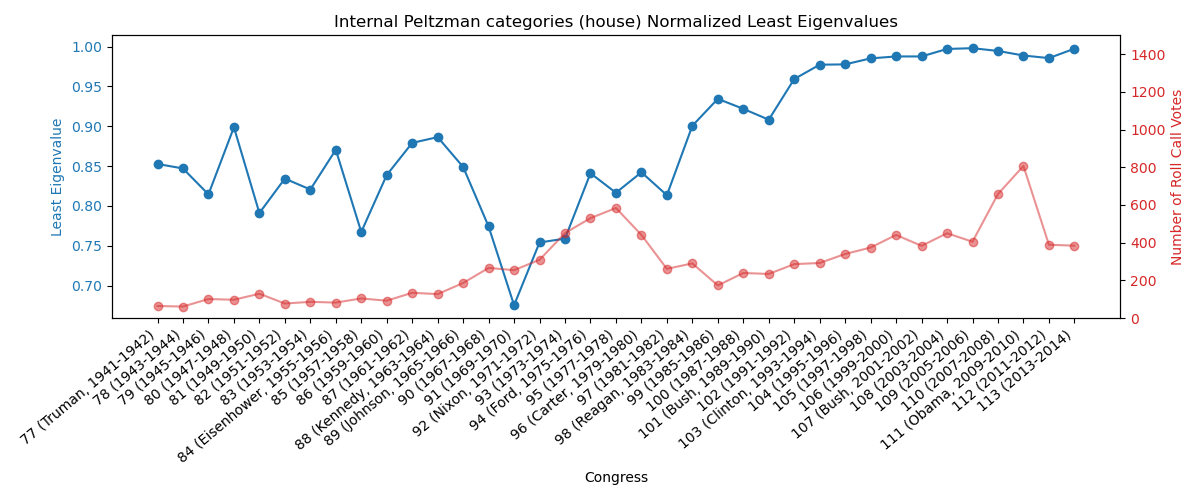 Internal Peltzman categories (house) Normalized Least Eigenvalues
1.00
0.95
0.90
0.85
0.80
0.75
0.70
Least Eigenvalue
1400
1200
1000
800
600
400
200
0
Number of Roll Call Votes
77 (Truman, 1941-1942)
78 (1943-1944)
79 (1945-1946)
80 (1947-1948)
81 (1949-1950)
82 (1951-1952)
83 (1953-1954)
84 (Eisenhower, 1955-1956)
85 (1957-1958)
86 (1959-1960)
87 (1961-1962)
88 (Kennedy, 1963-1964)
89 (Johnson, 1965-1966)
90 (1967-1968)
91 (1969-1970)
92 (Nixon, 1971-1972)
93 (1973-1974)
94 (Ford, 1975-1976)
95 (1977-1978)
96 (Carter, 1979-1980)
97 (1981-1982)
98 (Reagan, 1983-1984)
99 (1985-1986)
100 (1987-1988)
101 (Bush, 1989-1990)
102 (1991-1992)
103 (Clinton, 1993-1994)
104 (1995-1996)
105 (1997-1998)
106 (1999-2000)
107 (Bush, 2001-2002)
108 (2003-2004)
109 (2005-2006)
110 (2007-2008)
111 (Obama, 2009-2010)
112 (2011-2012)
113 (2013-2014)
Congress